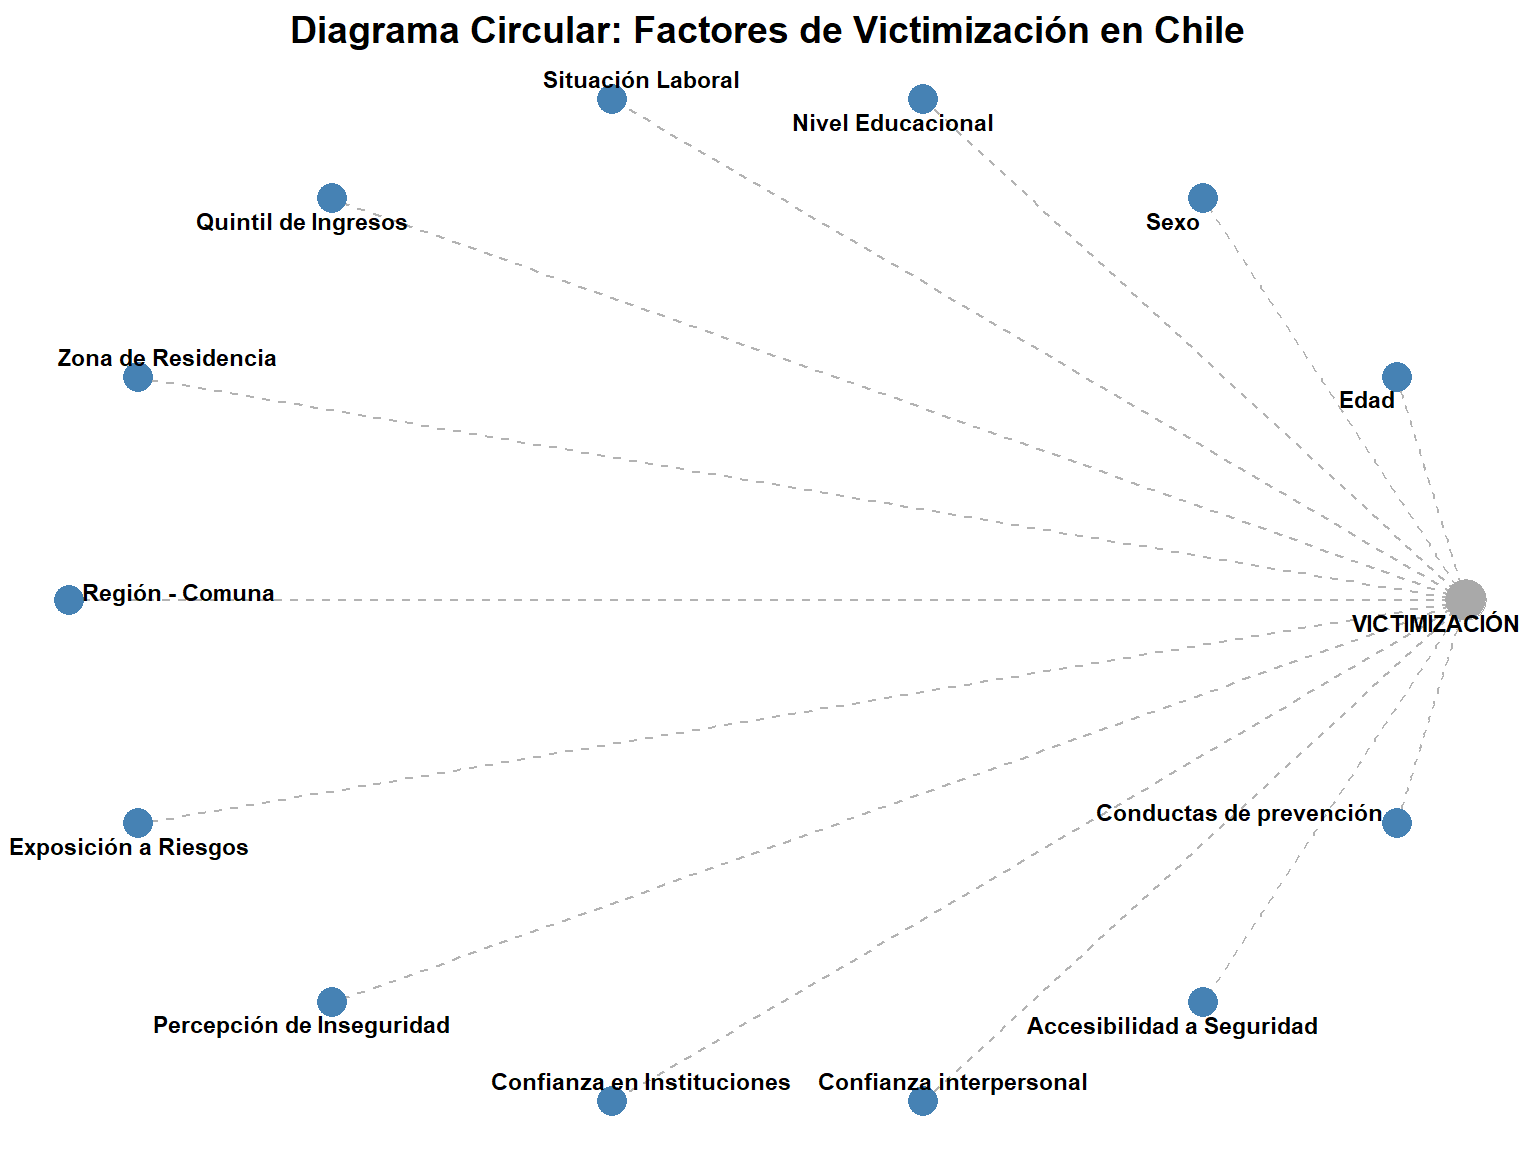 Diagrama Circular: Factores de Victimización en Chile
Situación Laboral
Nivel Educacional
Quintil de Ingresos
Sexo
Zona de Residencia
Edad
Región - Comuna
VICTIMIZACIÓN
Conductas de prevención
Exposición a Riesgos
Percepción de Inseguridad
Accesibilidad a Seguridad
Confianza en Instituciones
Confianza interpersonal